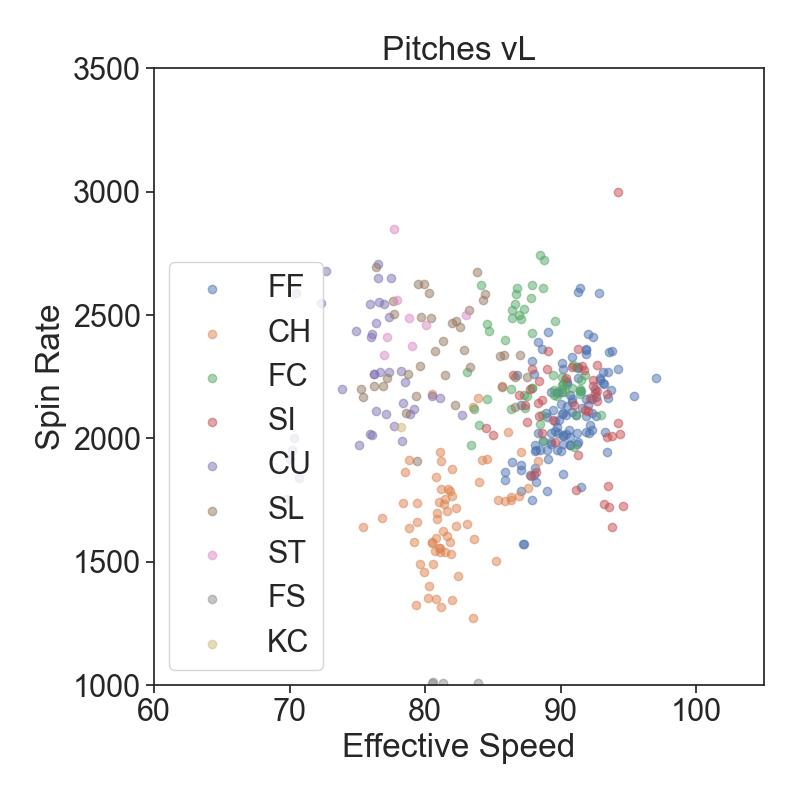 Pitches vL
3500
3000
2500
2000
1500
1000
Spin Rate
FF
CH
FC
SI
CU
SL
ST
FS
KC
60 70 80 90 100
Effective Speed